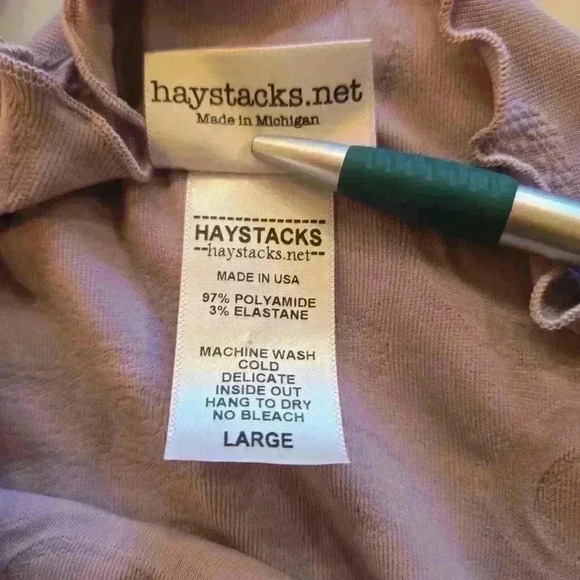 haystacks.net
Made in Michigan
HAYSTACKS
--haystacks.net--
MADE IN USA
97% POLYAMIDE
3% ELASTANE
MACHINE WASH
COLD
DELICATE
INSIDE OUT
HANG TO DRY
NO BLEACH
LARGE